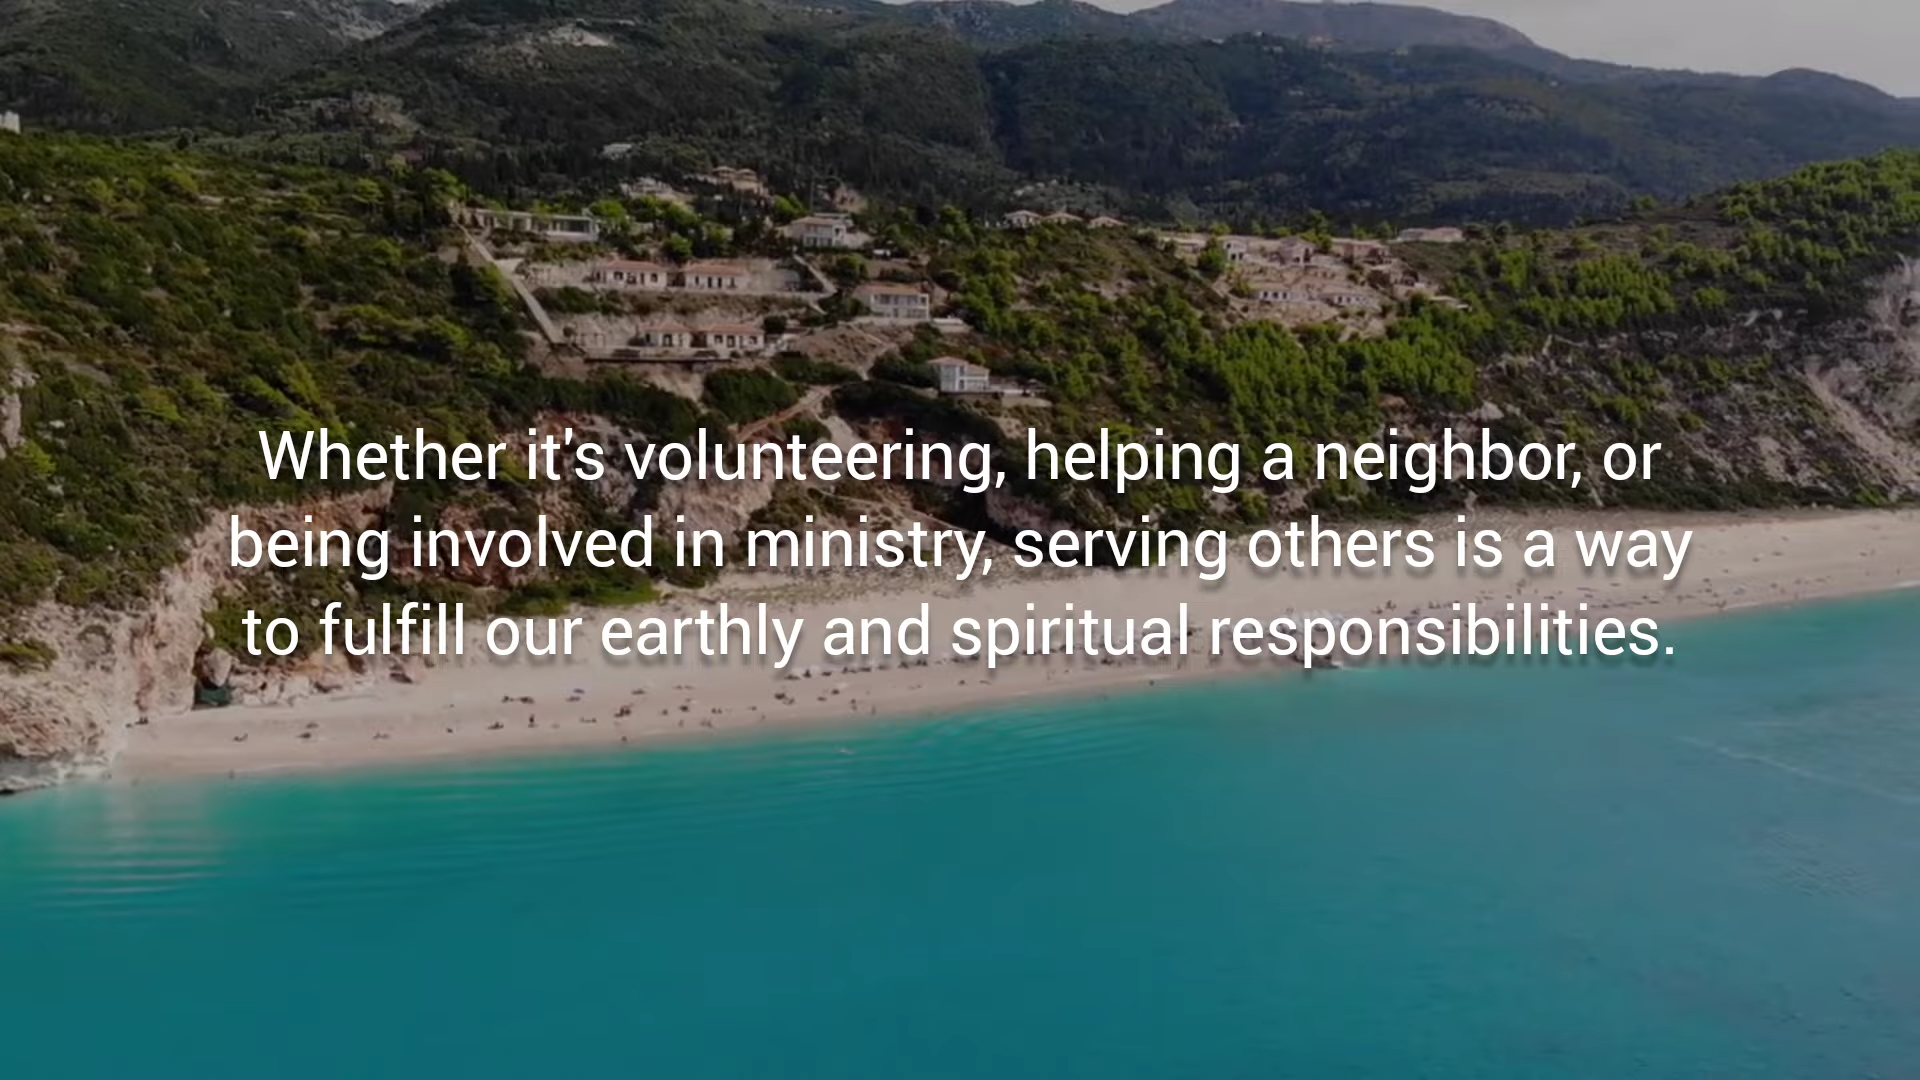 Whether it's volunteering, helping a neighbor, or
being involved in ministry, serving others is a way
to fulfill our earthly and spiritual responsibilities.